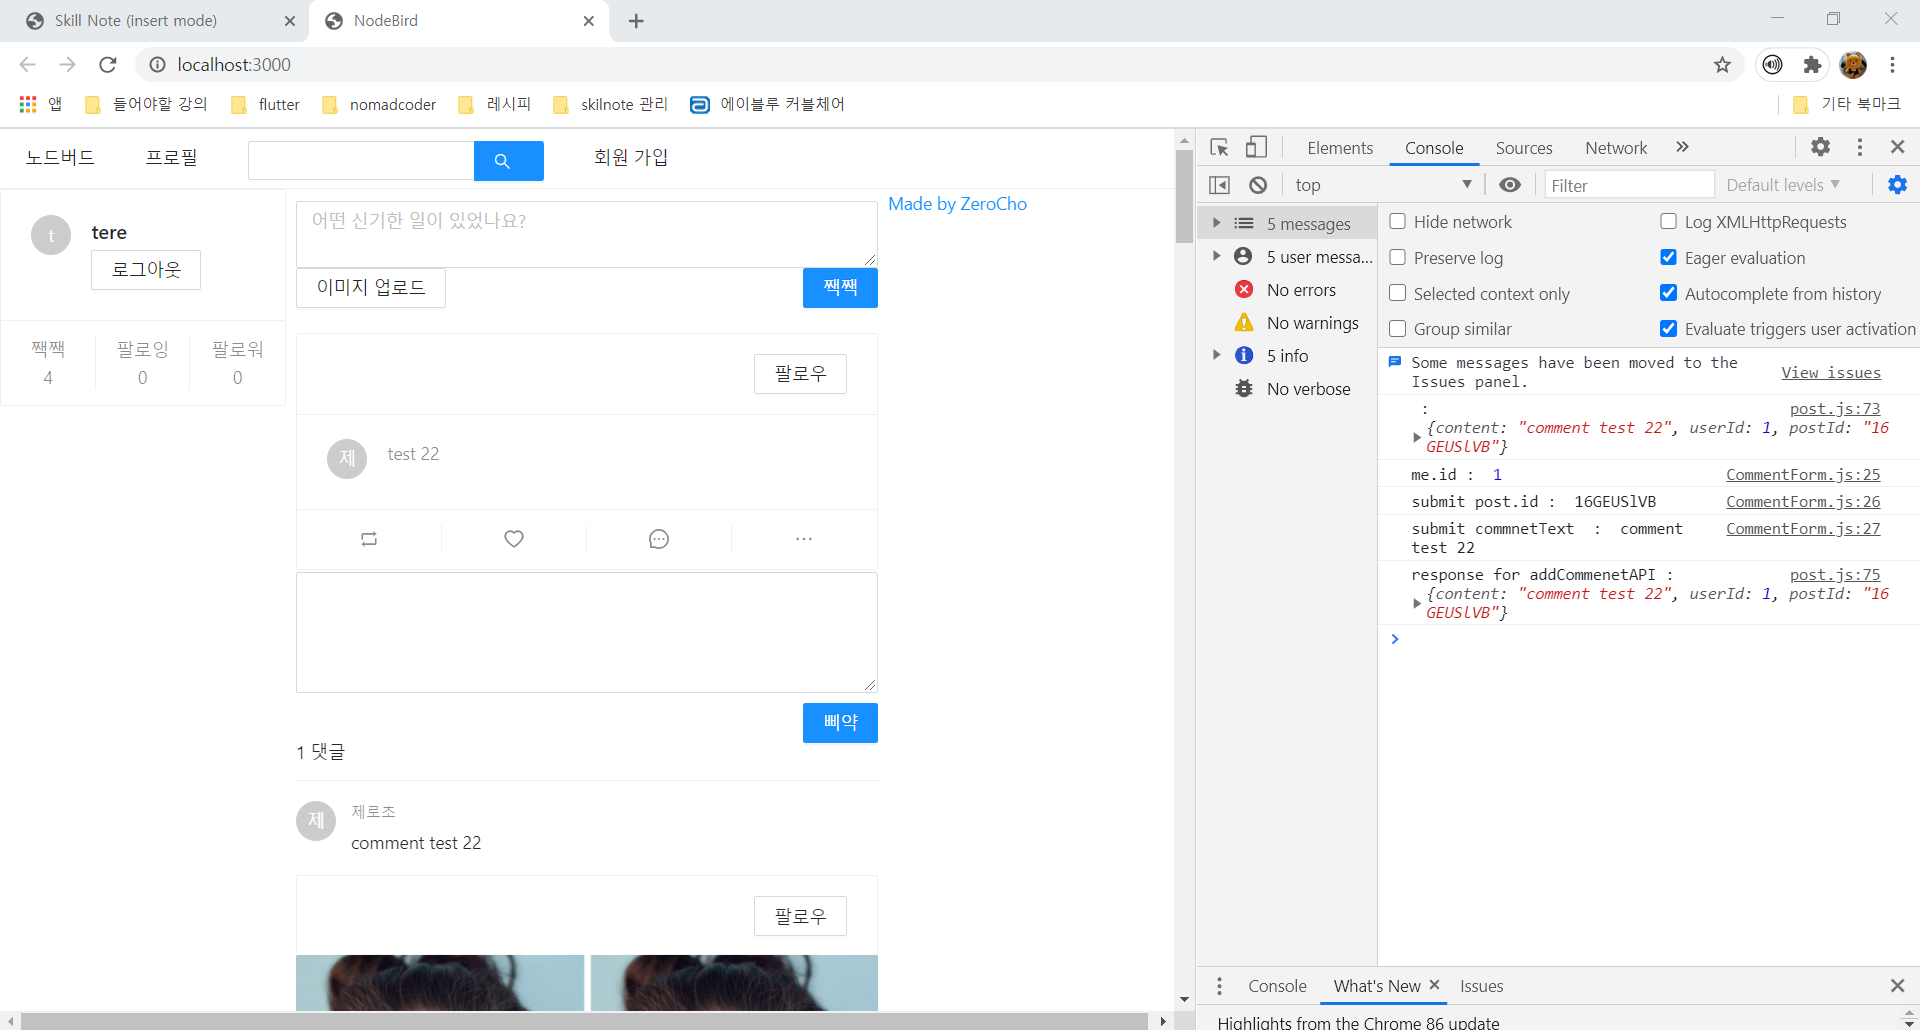 Skill Note (insert mode)
NodeBird
localhost:3000
앱
들어야할 강의
flutter
nomadcoder
레시피
skilnote 관리
에이블루 커블체어
기타 북마크
노드버드
프로필
회원 가입
t
tere
로그아웃
짹짹
4
팔로잉
0
팔로워
0
어떤 신기한 일이 있었나요?
이미지 업로드
짹짹
Made by ZeroCho
팔로우
제
test 22
삐약
1 댓글
제
제로초
comment test 22
팔로우
Elements
Console
Sources
Network
top
Filter
Default levels
5 messages
5 user messa...
No errors
No warnings
5 info
No verbose
Hide network
Log XMLHttpRequests
Preserve log
Eager evaluation
Selected context only
Autocomplete from history
Group similar
Evaluate triggers user activation
Some messages have been moved to the
Issues panel.
View issues
:
post.js:73
{content: "comment test 22", userId: 1, postId: "16
GEUSlVB"}
me.id : 1
CommentForm.js:25
submit post.id : 16GEUSlVB
CommentForm.js:26
submit commnetText : comment
test 22
CommentForm.js:27
response for addCommenetAPI :
post.js:75
{content: "comment test 22", userId: 1, postId: "16
GEUSlVB"}
Console
What's New
Issues
Highlights from the Chrome 86 update